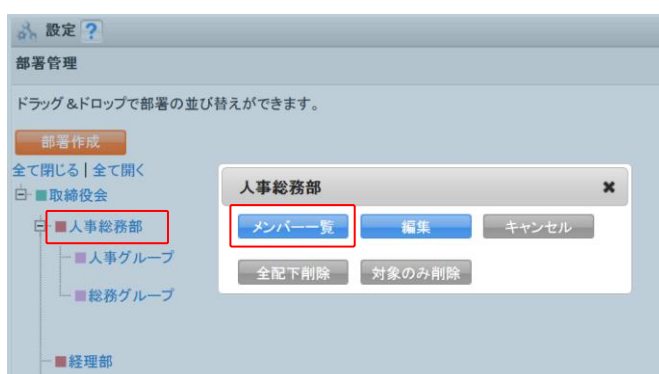 設定 ?
部署管理
ドラッグ&ドロップで部署の並び替えができます。
部署作成
全て閉じる | 全て開く
取締役会
人事総務部
人事グループ
総務グループ
経理部
人事総務部 ✖
メンバー一覧 編集 キャンセル
全配下削除 対象のみ削除